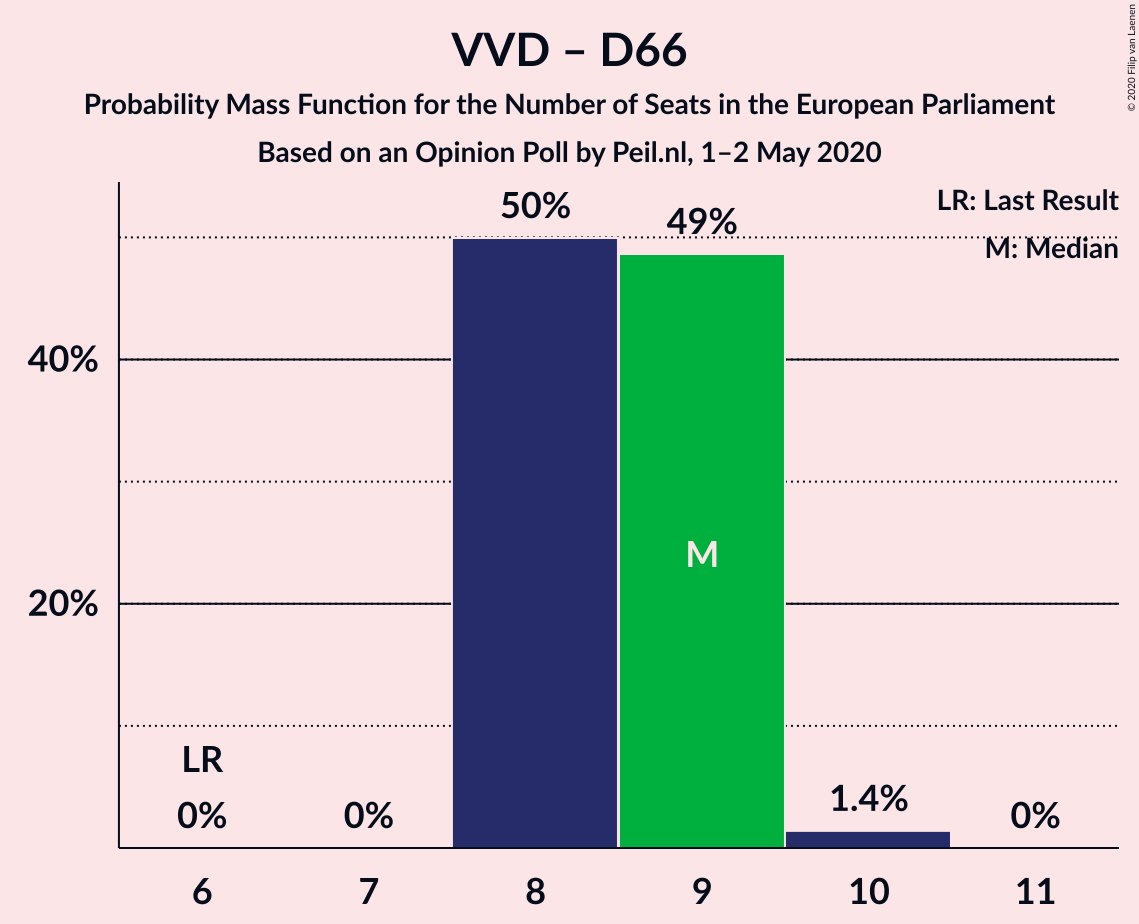 VVD – D66
Probability Mass Function for the Number of Seats in the European Parliament
Based on an Opinion Poll by Peil.nl, 1–2 May 2020
© 2020 Filip van Laenen
LR: Last Result
M: Median
50%
49%
40%
20%
M
LR
0%
0%
1.4%
0%
6
7
8
9
10
11